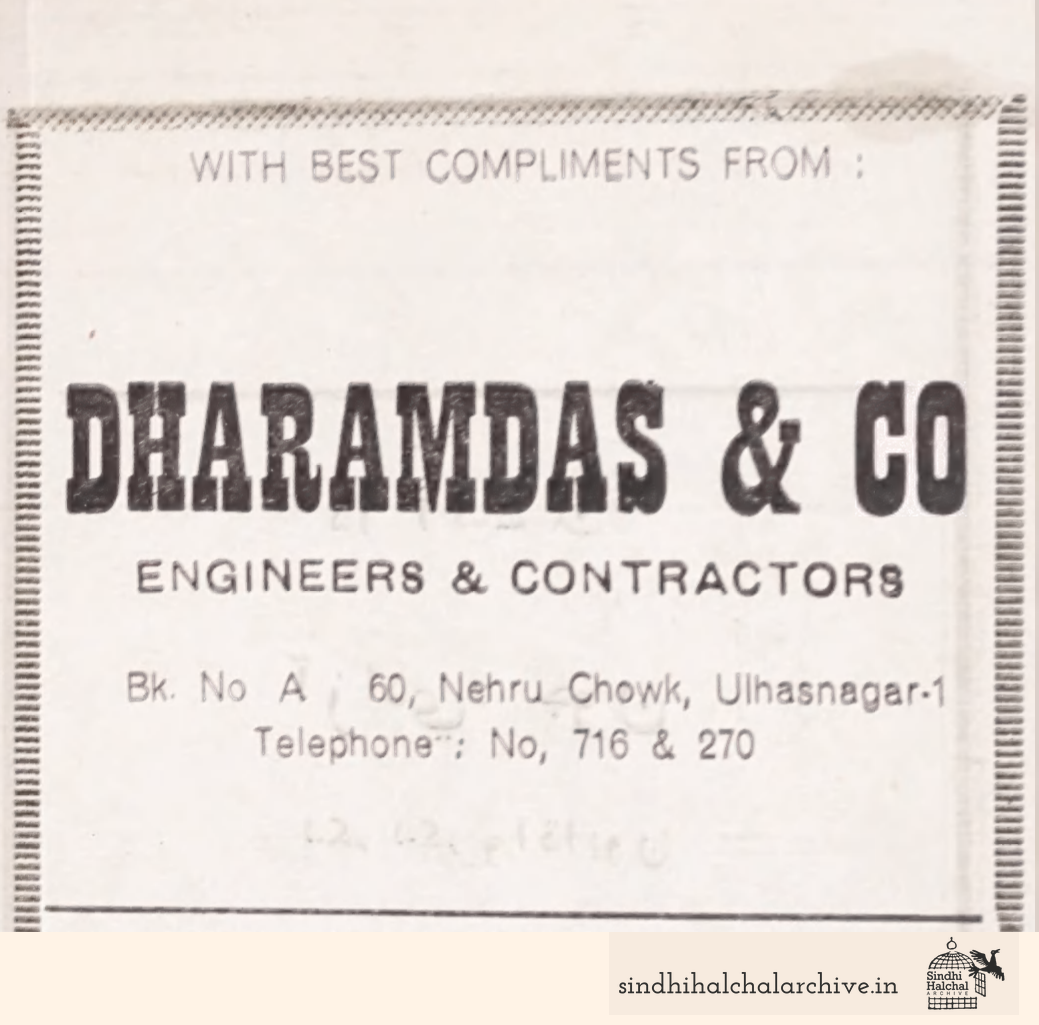 WITH BEST COMPLIMENTS FROM :
DHARAMDAS & CO
ENGINEERS & CONTRACTORS
Bk. No A 60, Nehru Chowk, Ulhasnagar-1
Telephone : No, 716 & 270
sindhihalchalarchive.in
Sindhi
Halchal
ARCHIVE